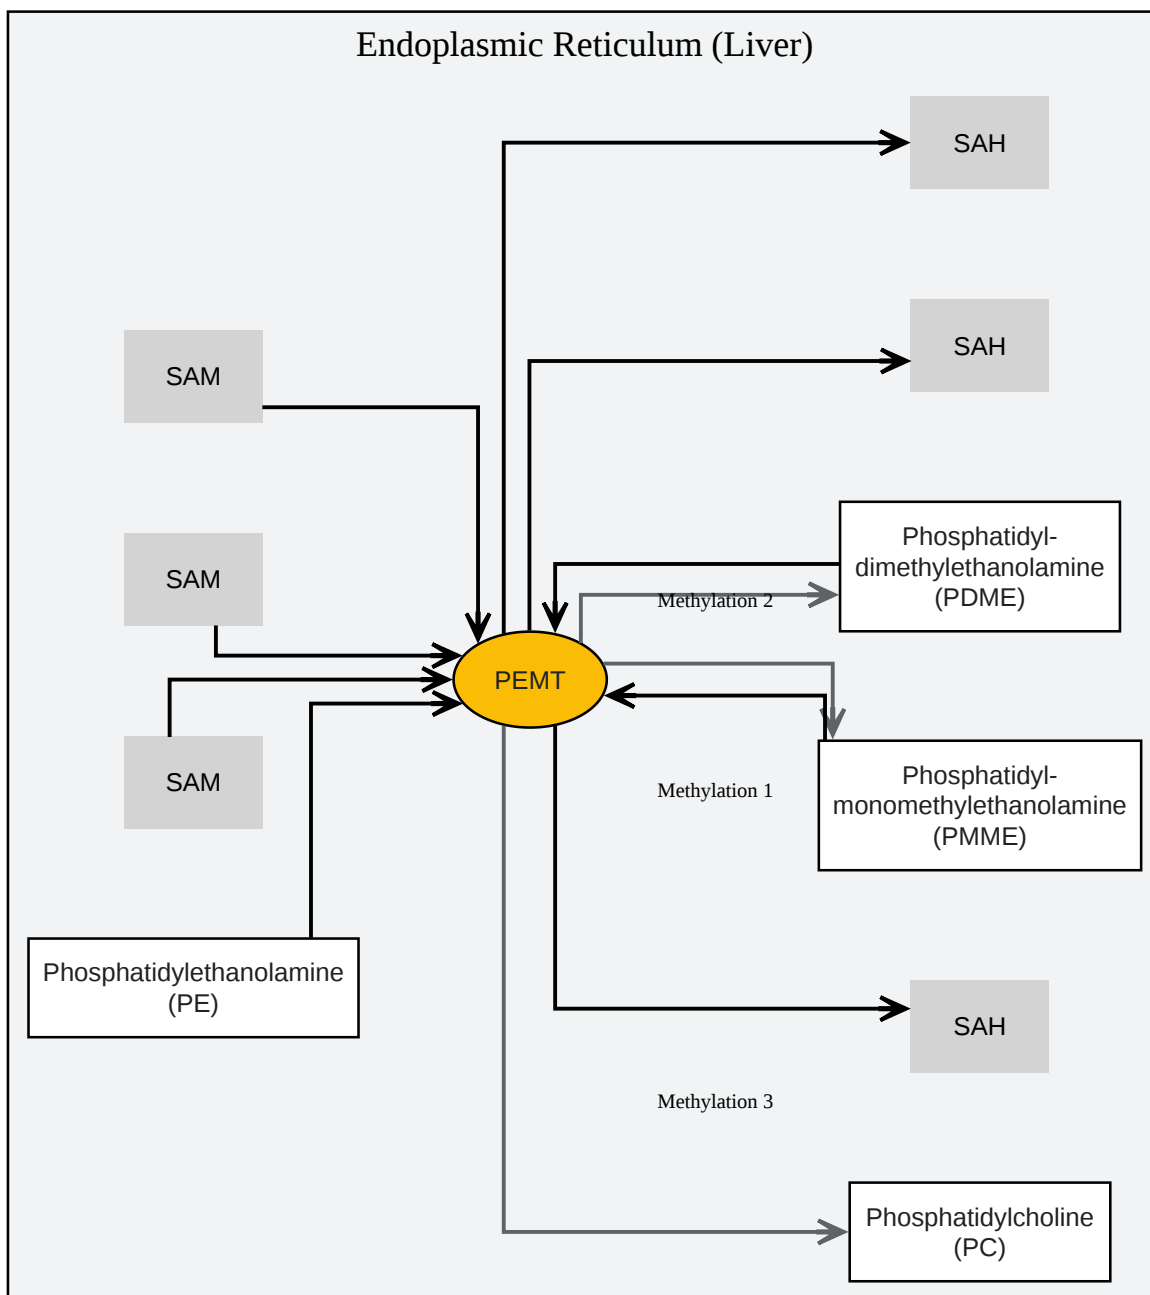 Endoplasmic Reticulum (Liver)
SAH
SAH
SAM
Phosphatidyl-
dimethylethanolamine
(PDME)
SAM
Methylation 2
PEMT
SAM
Phosphatidyl-
monomethylethanolamine
(PMME)
Methylation 1
Phosphatidylethanolamine
(PE)
SAH
Methylation 3
Phosphatidylcholine
(PC)